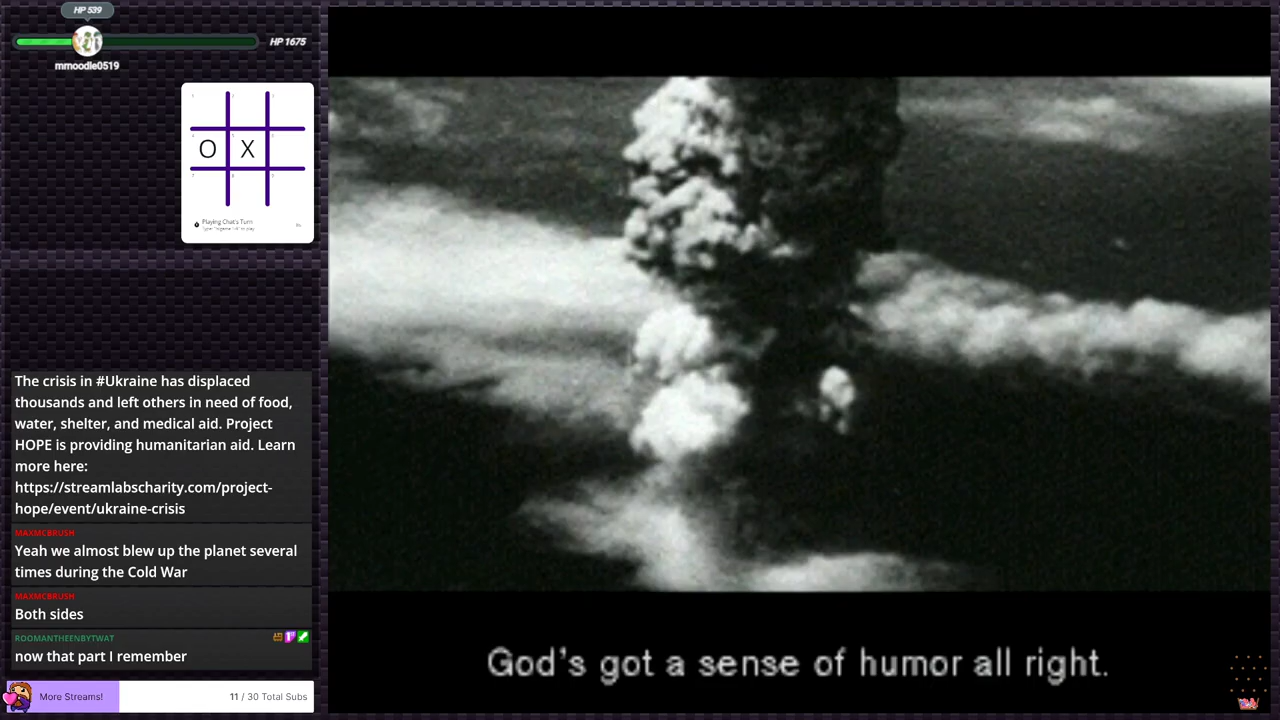 HP 539
HP 1675
mmoodle0519
O X
Playing Chat's Turn
The crisis in #Ukraine has displaced
thousands and left others in need of food,
water, shelter, and medical aid. Project
HOPE is providing humanitarian aid. Learn
more here:
https://streamlabscharity.com/project-
hope/event/ukraine-crisis
MAXMCBRUSH
Yeah we almost blew up the planet several
times during the Cold War
MAXMCBRUSH
Both sides
ROOMANTHEENBYTWAT
now that part I remember
More Streams!
11 / 30 Total Subs
God's got a sense of humor all right.